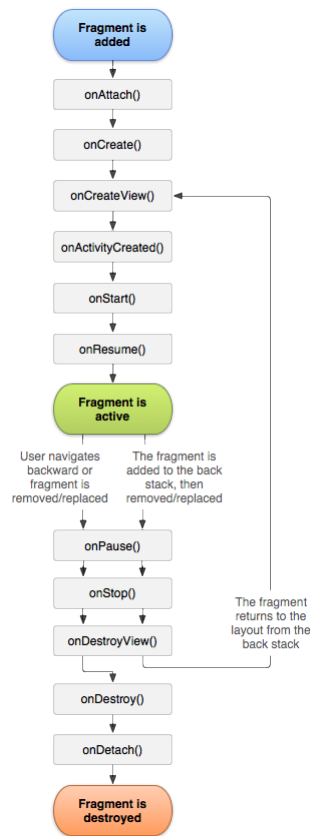 Fragment is
added
onAttach()
onCreate()
onCreateView()
onActivityCreated()
onStart()
onResume()
Fragment is
active
User navigates
backward or
fragment is
removed/replaced
The fragment is
added to the back
stack, then
removed/replaced
onPause()
onStop()
onDestroyView()
The fragment
returns to the
layout from the
back stack
onDestroy()
onDetach()
Fragment is
destroyed